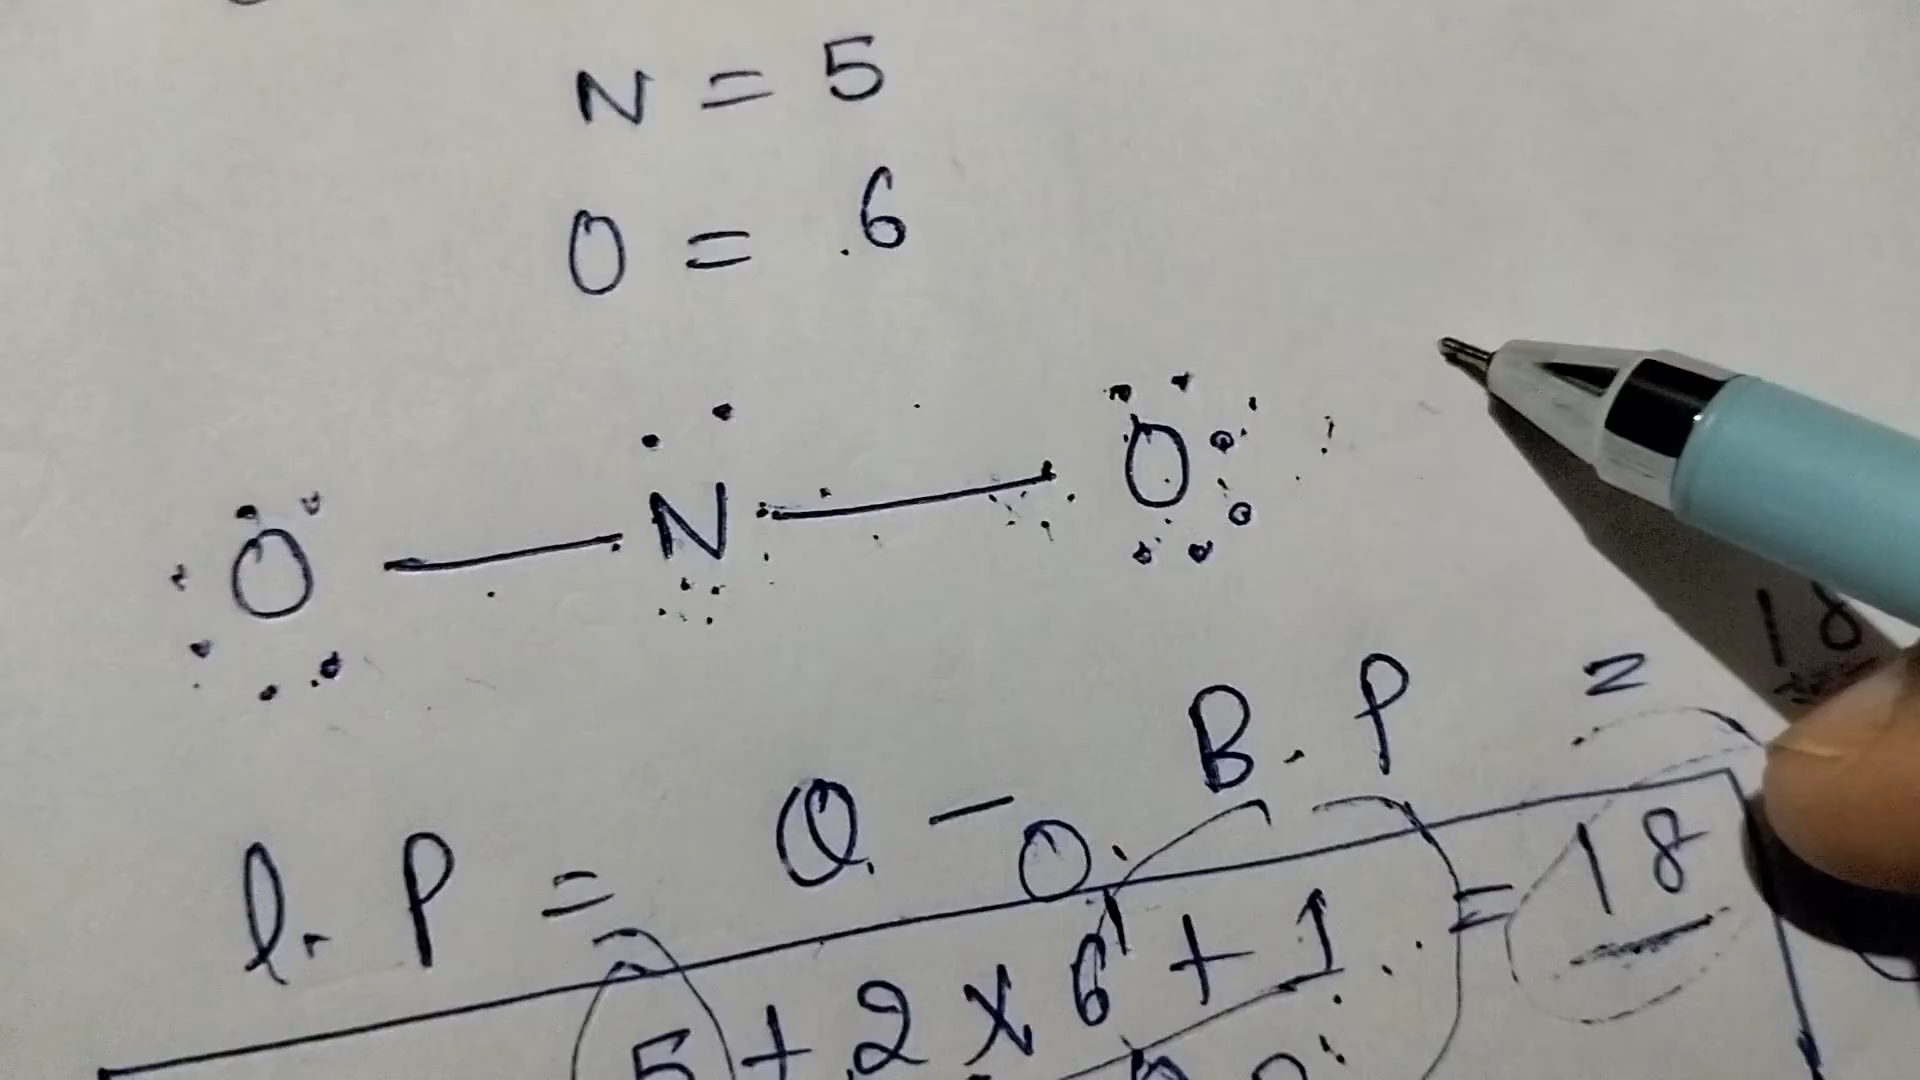 N = 5
O = 6
O — N — O
18
B.P =
l.P = Q - O
5 + 2 x 6 + 1 = 18